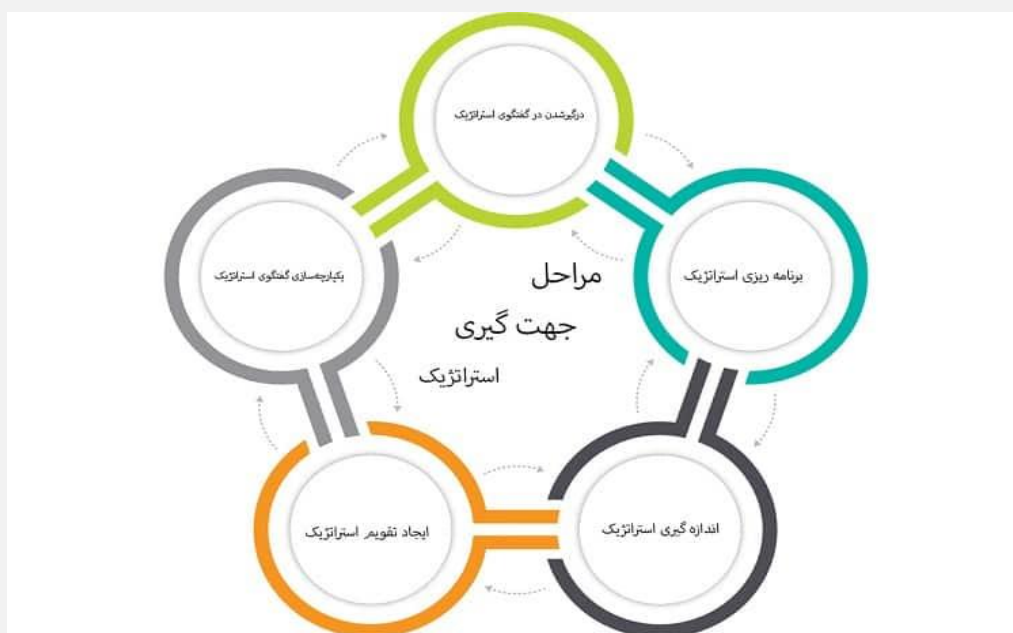 درگیرشدن در گفتگوی استراتژیک
برنامه ریزی استراتژیک
اندازه گیری استراتژیک
ایجاد تقویم استراتژیک
یکپارچه‌سازی گفتگوی استراتژیک
مراحل
جهت گیری
استراتژیک